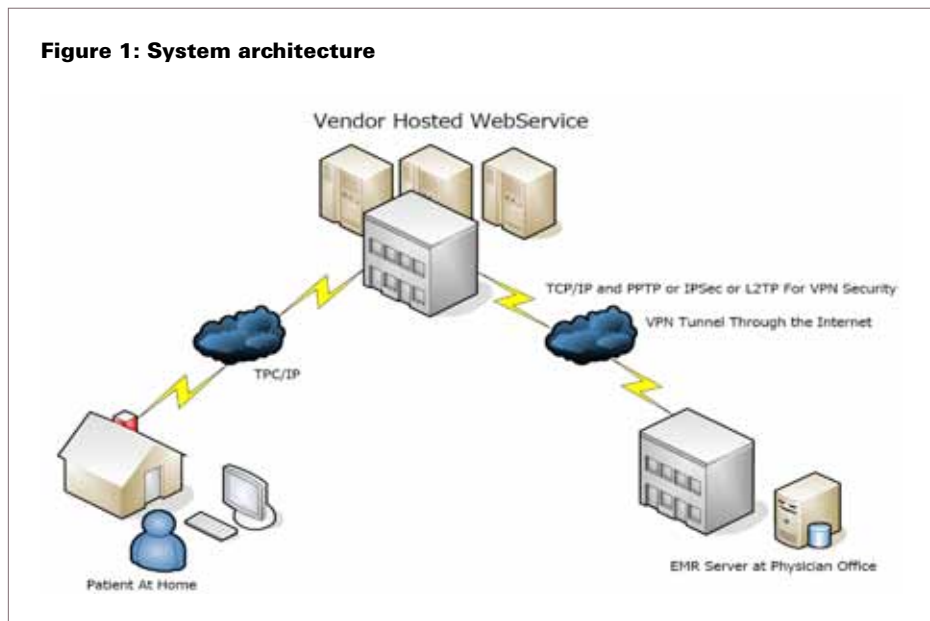 Figure 1: System architecture
Vendor Hosted WebService
TCP/IP and PPTP or IPSec or L2TP For VPN Security
VPN Tunnel Through the Internet
TPC/IP
Patient At Home
EMR Server at Physician Office